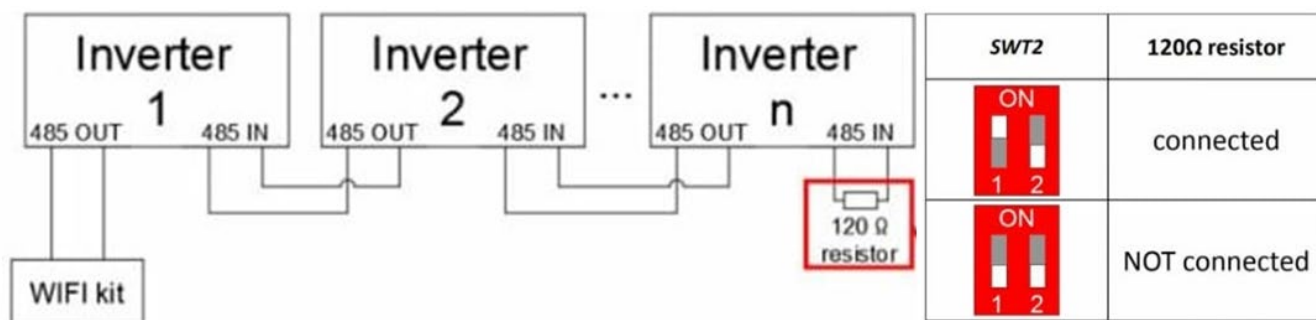 Inverter
1
485 OUT
485 IN
Inverter
2
485 OUT
485 IN
...
Inverter
n
485 OUT
485 IN
120 Ω
resistor
WIFI kit
SWT2
120Ω resistor
ON
1 2
connected
ON
1 2
NOT connected